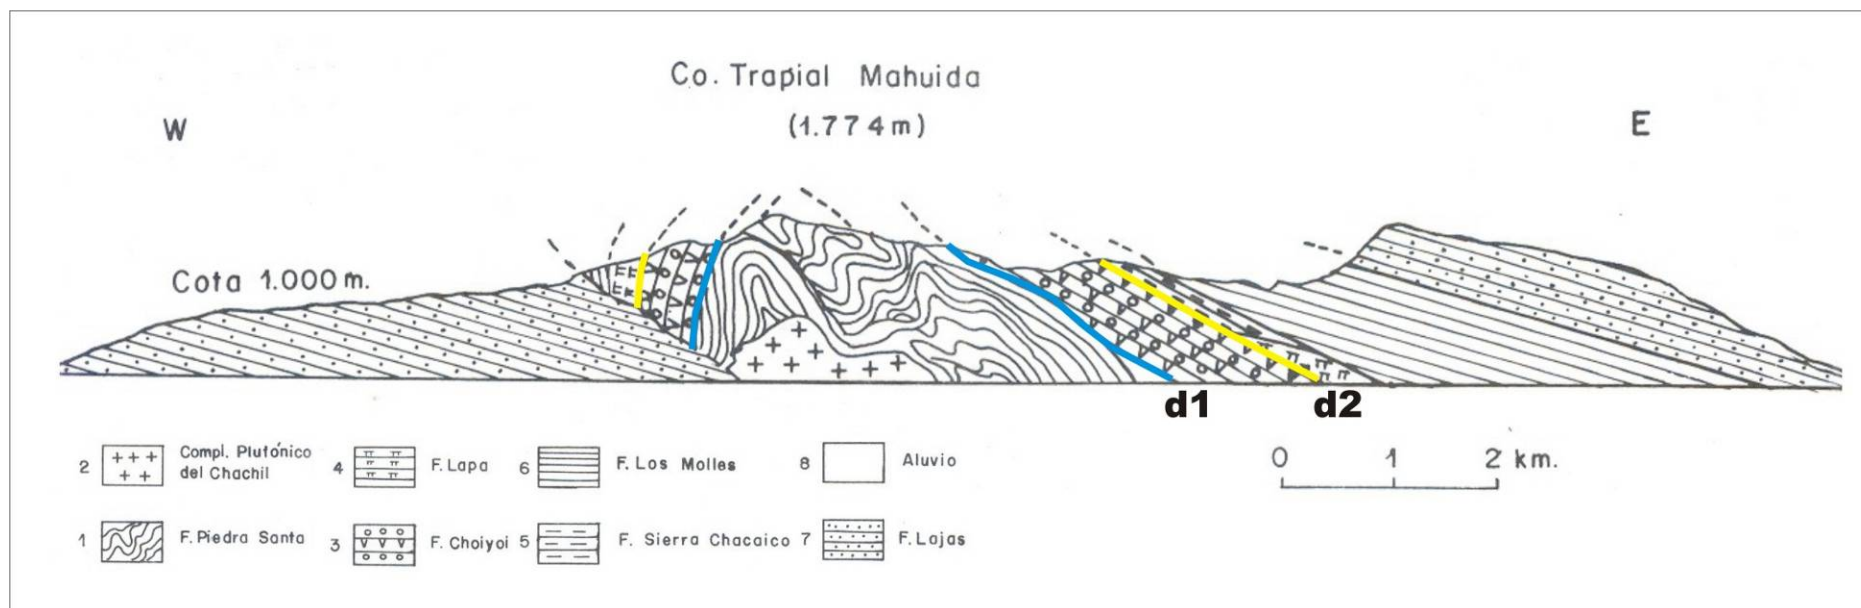 Co. Trapial Mahuida
(1.774m)
W
E
Cota 1.000 m.
d1
d2
2 Compl. Plutónico
del Chachil
4 F. Lapa
6 F. Los Molles
8 Aluvio
0 1 2 km.
1 F. Piedra Santa
3 F. Choiyoi
5 F. Sierra Chacaico
7 F. Lajas